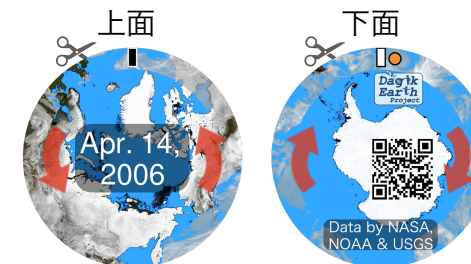 上面
下面
Apr. 14,
2006
Dagik
Earth
Project
Data by NASA,
NOAA & USGS